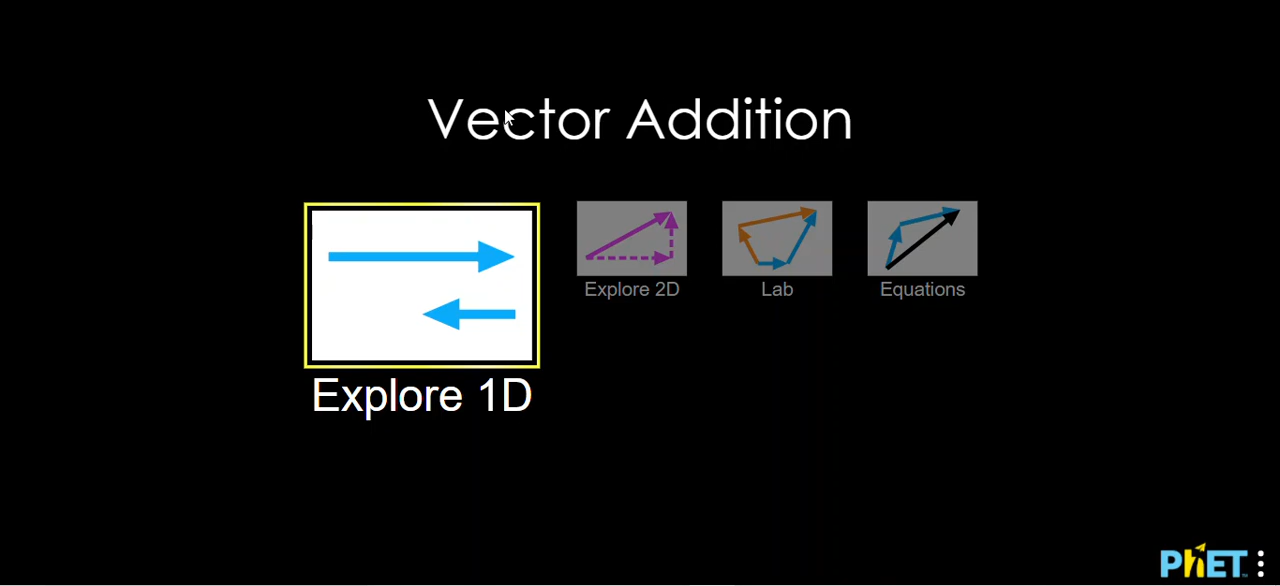 Vector Addition
Explore 1D
Explore 2D
Lab
Equations
PhET